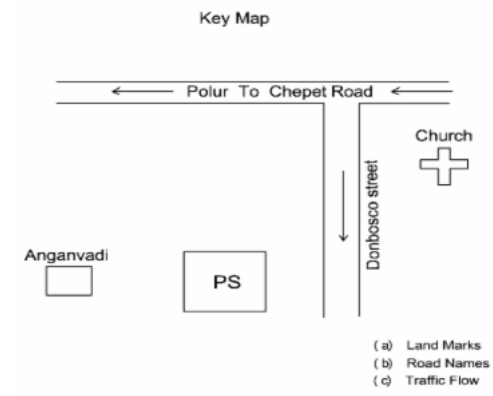 Key Map
Polur To Chepet Road
Church
Donbosco street
Anganvadi
PS
(a) Land Marks
(b) Road Names
(c) Traffic Flow